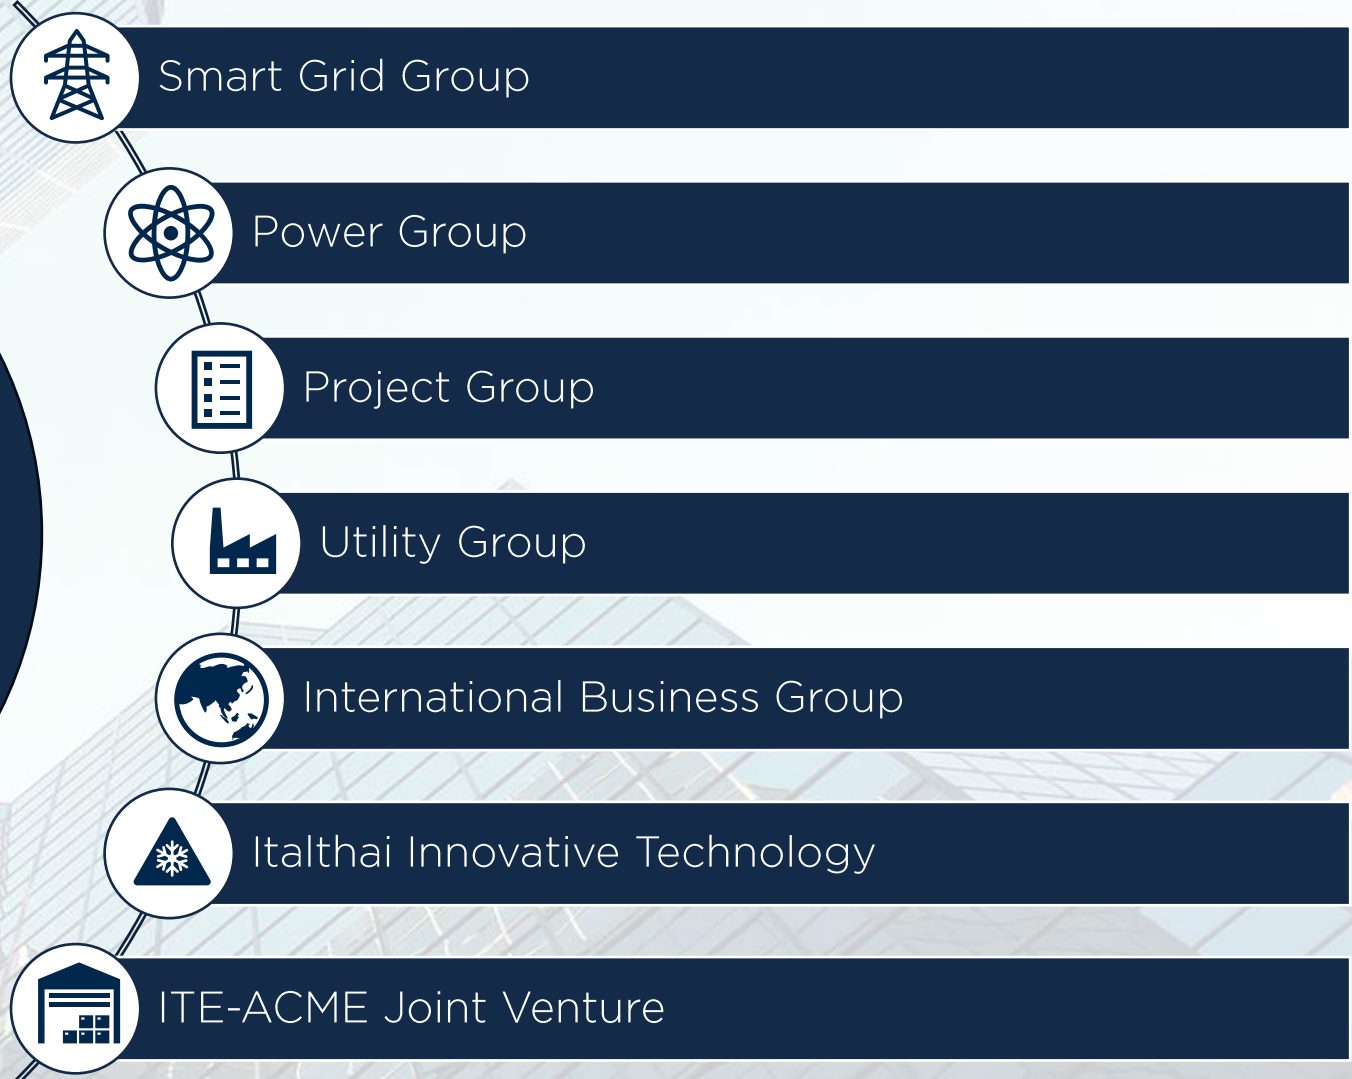 Smart Grid Group
Power Group
Project Group
Utility Group
International Business Group
Italthai Innovative Technology
ITE-ACME Joint Venture